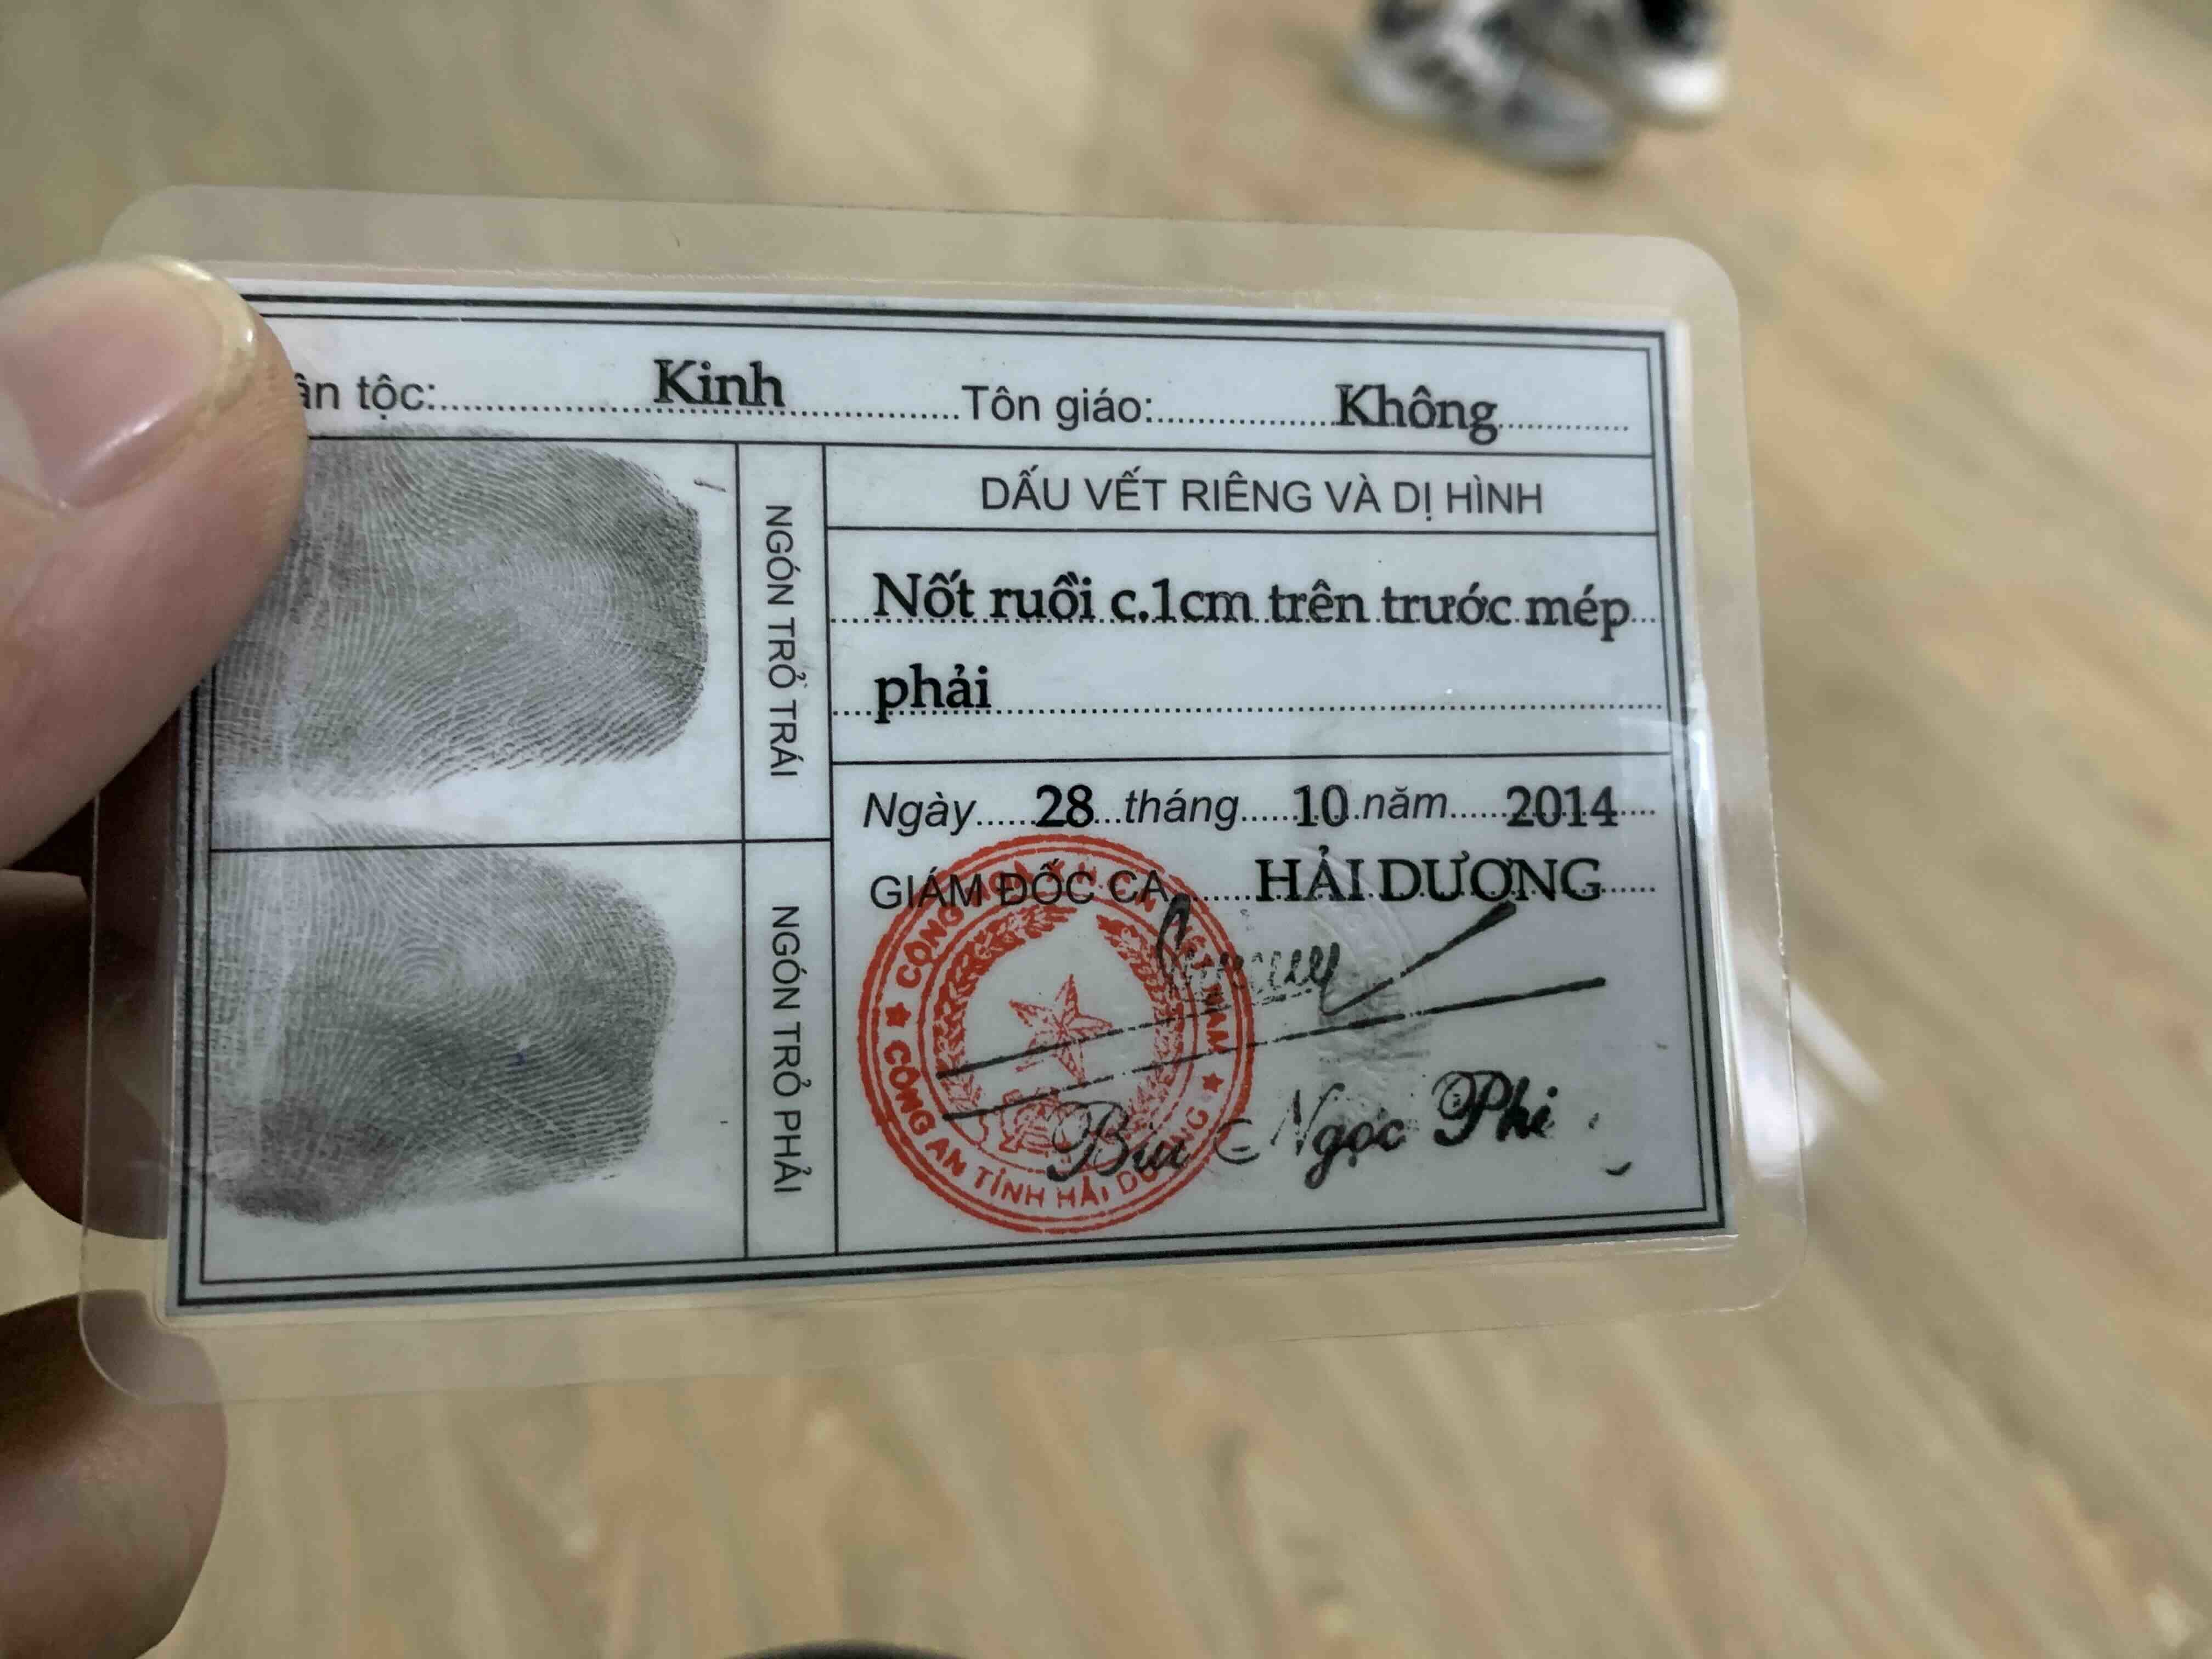 ân tộc: Kinh Tôn giáo: Không
NGÓN TRỎ TRÁI
NGÓN TRỎ PHẢI
DẤU VẾT RIÊNG VÀ DỊ HÌNH
Nốt ruồi c.1cm trên trước mép
phải
Ngày 28 tháng 10 năm 2014
GIÁM ĐỐC CA HẢI DƯƠNG
CÔNG AN TỈNH HẢI DƯƠNG
Ngọc Phi